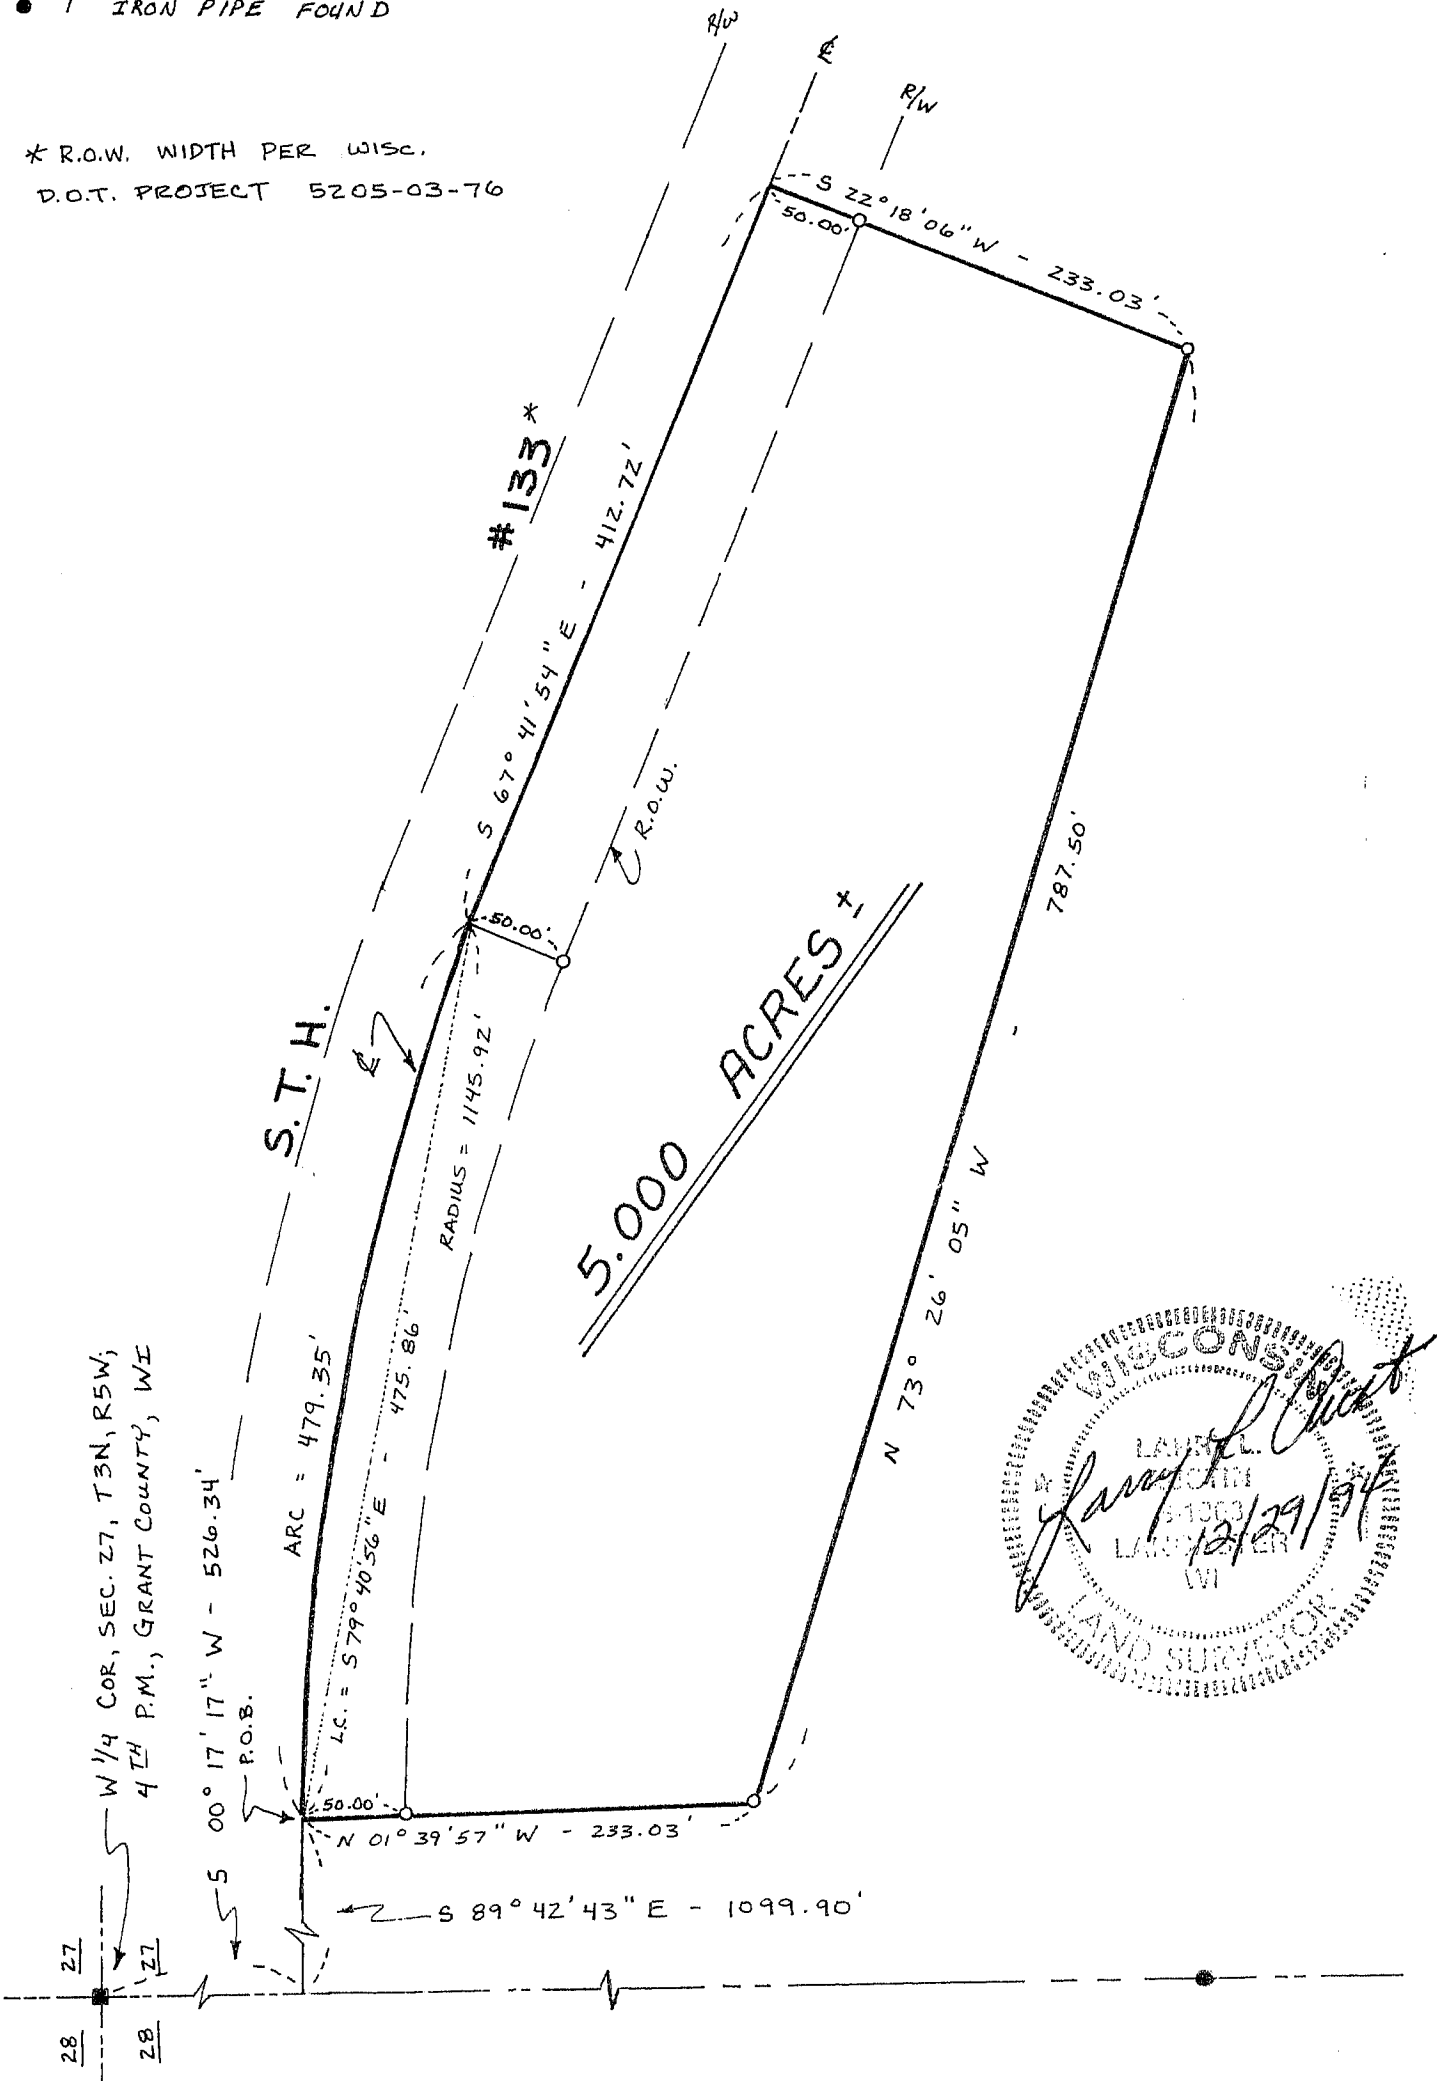 ● 1" IRON PIPE FOUND
* R.O.W. WIDTH PER WISC.
D.O.T. PROJECT 5205-03-76
R/W
℄
R/W
S 22° 18' 06" W - 233.03'
50.00'
#133 *
S 67° 41' 54" E - 412.72'
R.O.W.
50.00'
S. T. H.
℄
RADIUS = 1145.92'
5.000 ACRES ±
787.50'
N 73° 26' 05" W -
ARC = 479.35'
L.C. = S 79° 40' 56" E - 475.86'
W 1/4 COR., SEC. 27, T3N, R5W,
4TH P.M., GRANT COUNTY, WI
S 00° 17' 17" W - 526.34'
P.O.B.
50.00'
N 01° 39' 57" W - 233.03'
S 89° 42' 43" E - 1099.90'
27
27
28
28
WISCONSIN
LARRY L.
LANCASTER
WI
LAND SURVEYOR
12/29/94